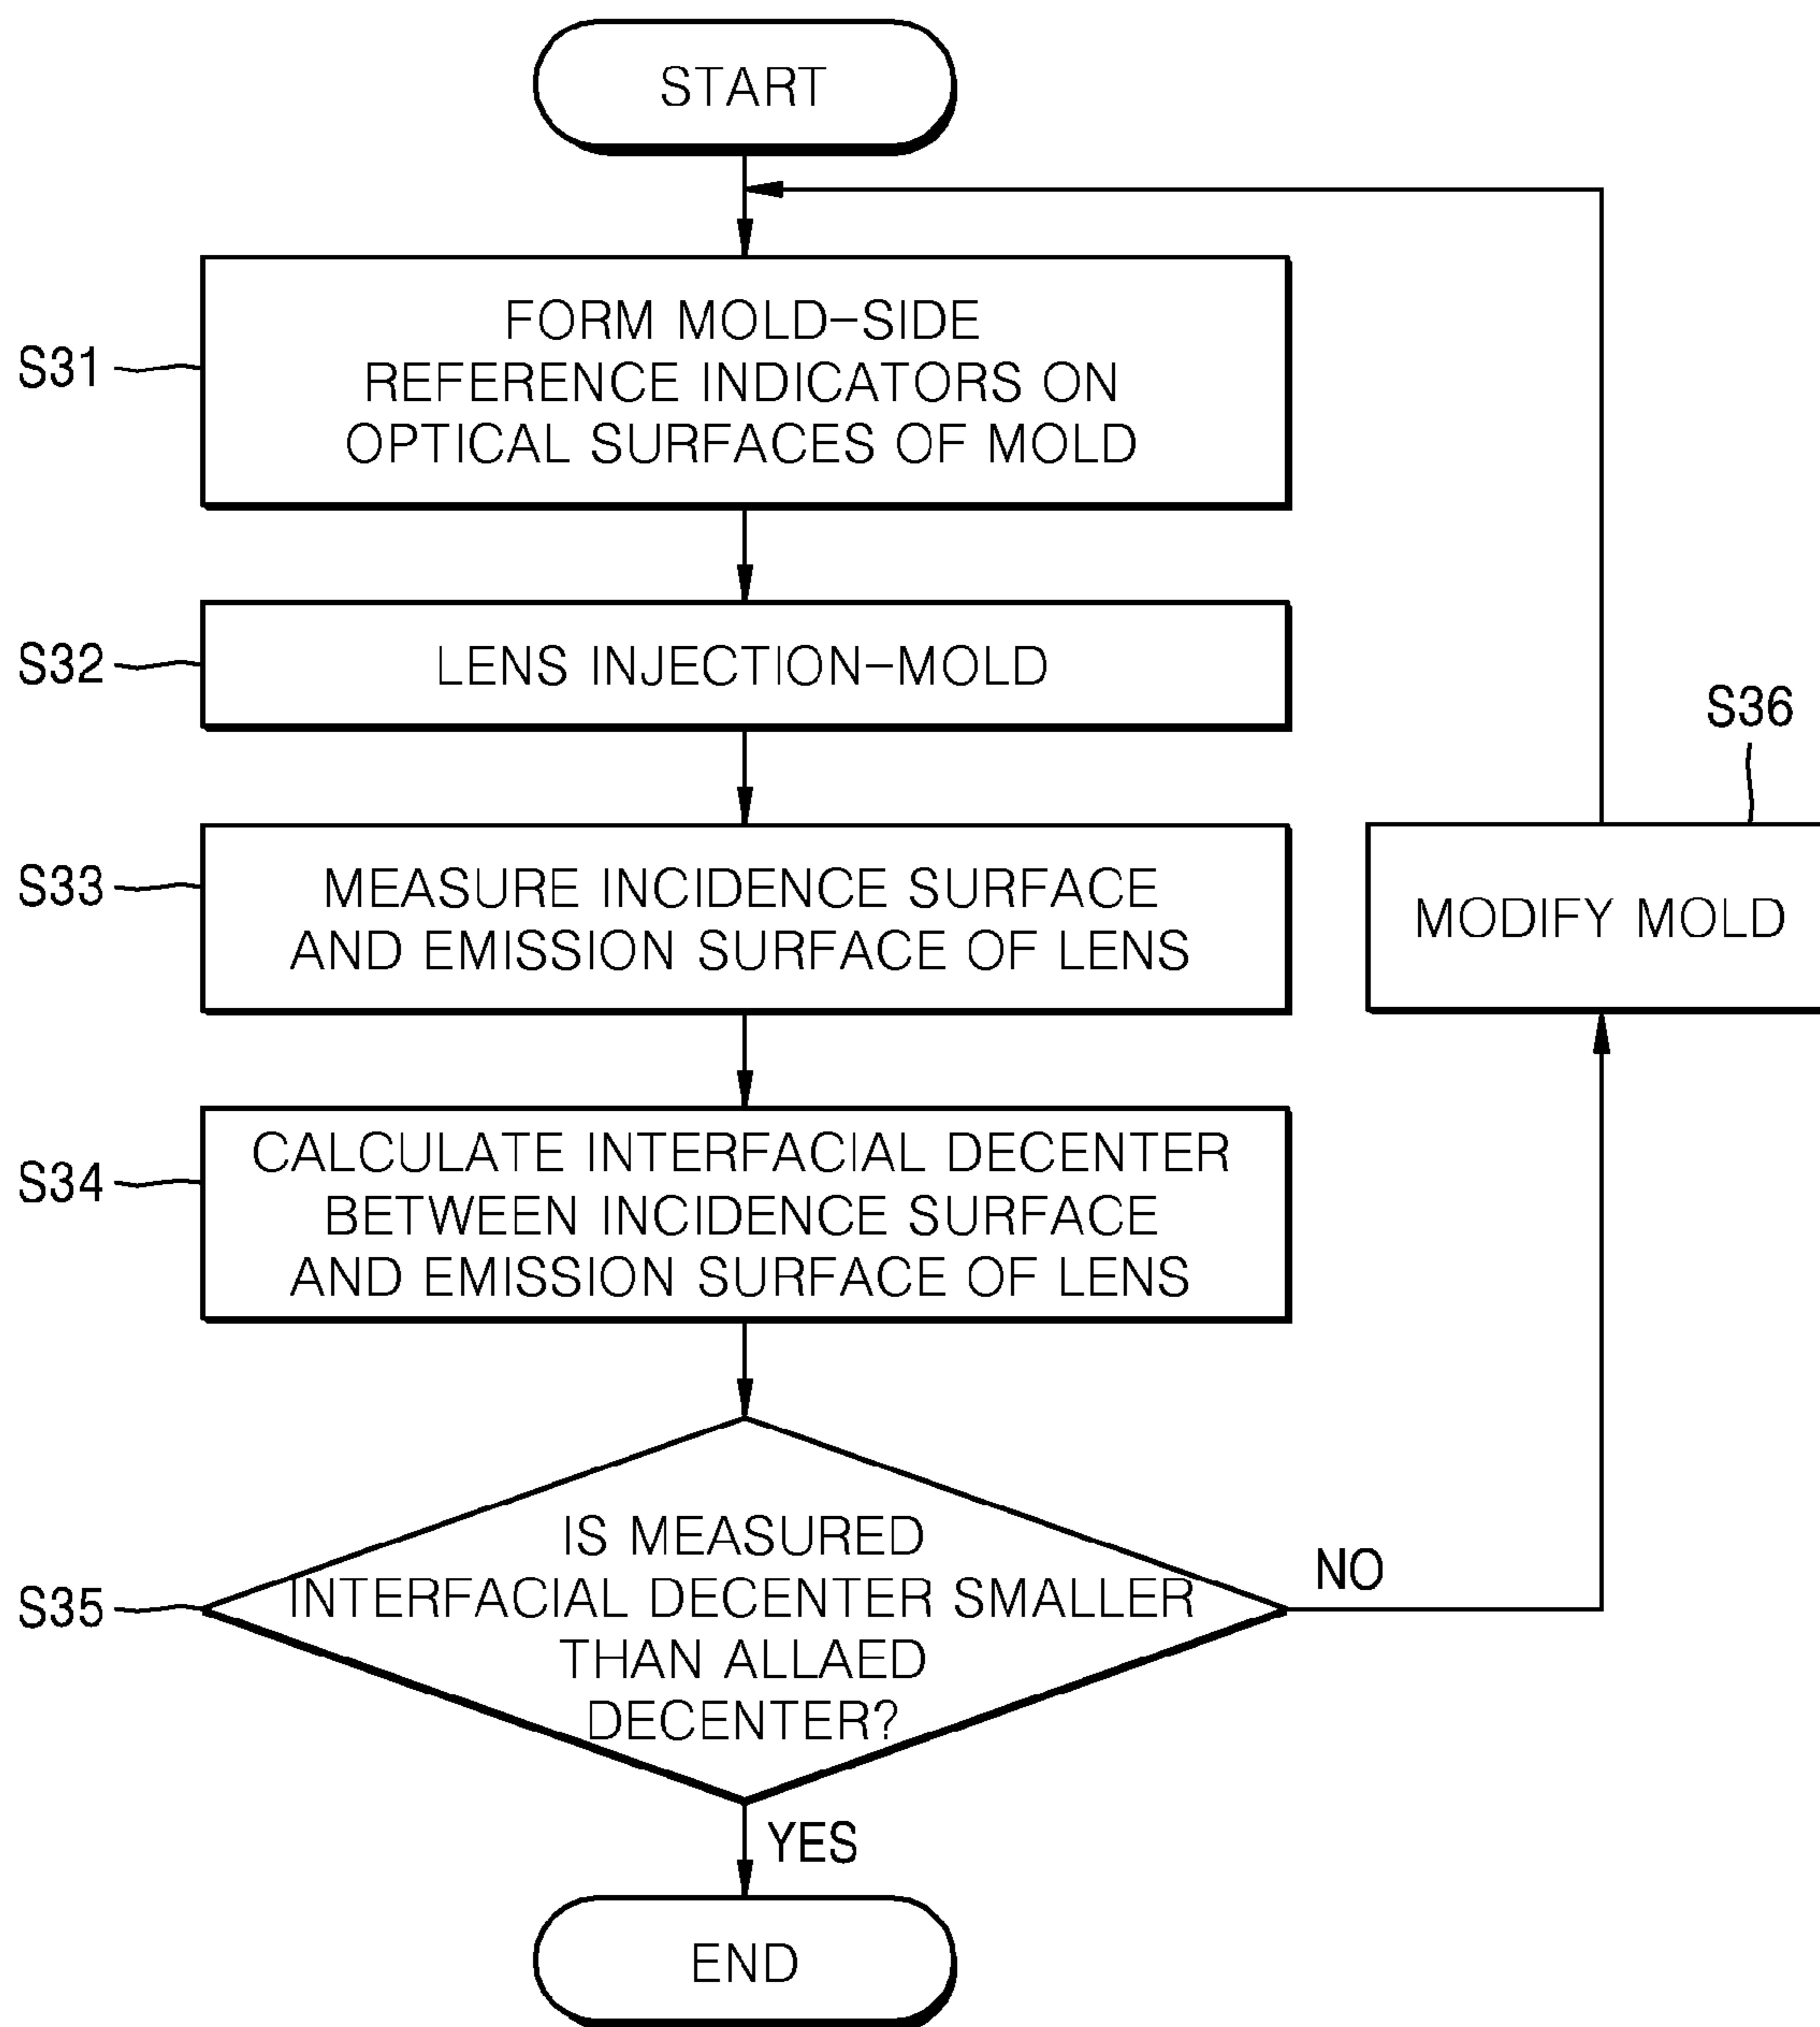 START
S31
FORM MOLD-SIDE
REFERENCE INDICATORS ON
OPTICAL SURFACES OF MOLD
S32
LENS INJECTION-MOLD
S33
MEASURE INCIDENCE SURFACE
AND EMISSION SURFACE OF LENS
S36
MODIFY MOLD
S34
CALCULATE INTERFACIAL DECENTER
BETWEEN INCIDENCE SURFACE
AND EMISSION SURFACE OF LENS
S35
IS MEASURED
INTERFACIAL DECENTER SMALLER
THAN ALLAED
DECENTER?
NO
YES
END